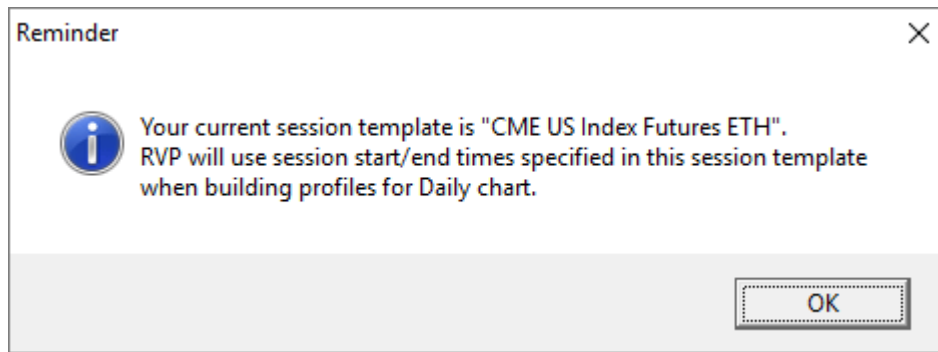 Reminder
Your current session template is "CME US Index Futures ETH".
RVP will use session start/end times specified in this session template
when building profiles for Daily chart.
OK